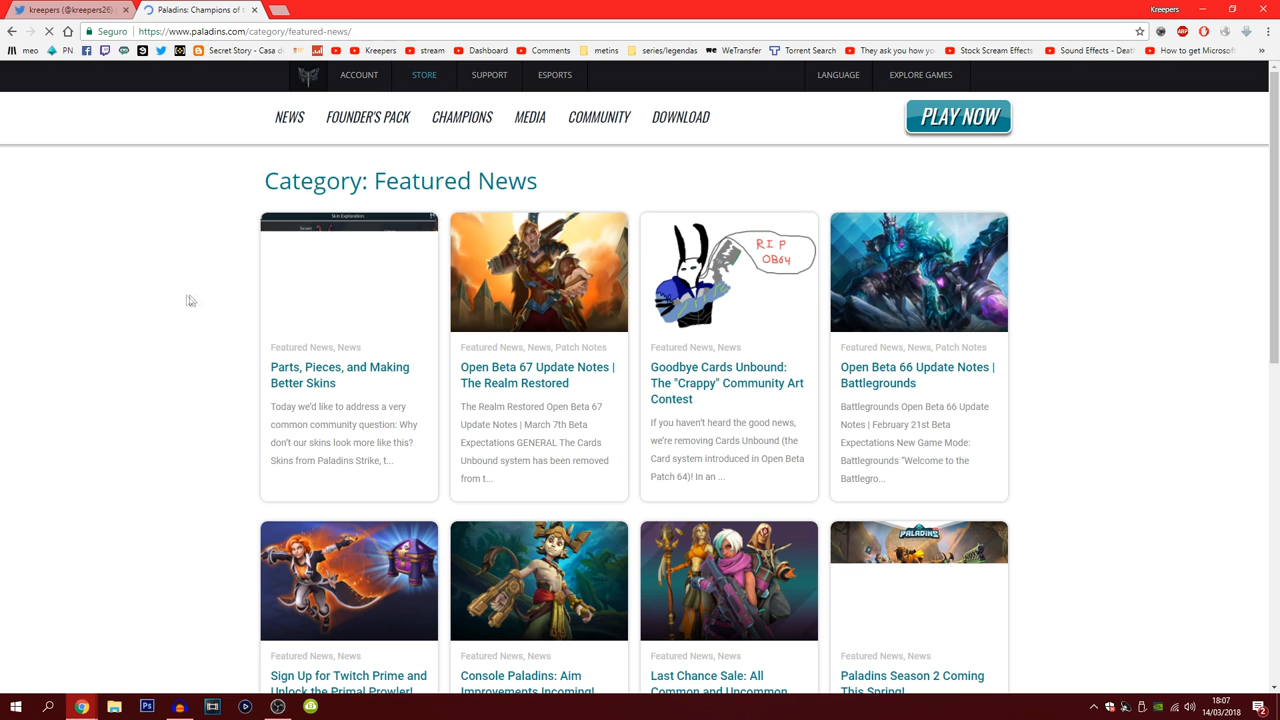 kreepers (@kreepers26)
Paladins: Champions of t
Kreepers
Seguro
https://www.paladins.com/category/featured-news/
meo
PN
Secret Story - Casa d
Kreepers
stream
Dashboard
Comments
metins
series/legendas
WeTransfer
Torrent Search
They ask you how yo
Stock Scream Effects
Sound Effects - Death
How to get Microsof
ACCOUNT
STORE
SUPPORT
ESPORTS
LANGUAGE
EXPLORE GAMES
NEWS
FOUNDER'S PACK
CHAMPIONS
MEDIA
COMMUNITY
DOWNLOAD
PLAY NOW
Category: Featured News
Skin Exploration
Featured News, News
Parts, Pieces, and Making
Better Skins
Today we'd like to address a very
common community question: Why
don't our skins look more like this?
Skins from Paladins Strike, t...
Featured News, News, Patch Notes
Open Beta 67 Update Notes |
The Realm Restored
The Realm Restored Open Beta 67
Update Notes | March 7th Beta
Expectations GENERAL The Cards
Unbound system has been removed
from t...
RIP
OB64
Featured News, News
Goodbye Cards Unbound:
The "Crappy" Community Art
Contest
If you haven't heard the good news,
we're removing Cards Unbound (the
Card system introduced in Open Beta
Patch 64)! In an ...
Featured News, News, Patch Notes
Open Beta 66 Update Notes |
Battlegrounds
Battlegrounds Open Beta 66 Update
Notes | February 21st Beta
Expectations New Game Mode:
Battlegrounds "Welcome to the
Battlegro...
Featured News, News
Sign Up for Twitch Prime and
Unlock the Primal Prowler!
Featured News, News
Console Paladins: Aim
Improvements Incoming!
Featured News, News
Last Chance Sale: All
Common and Uncommon
PALADINS
Featured News, News
Paladins Season 2 Coming
This Spring!
18:07
14/03/2018